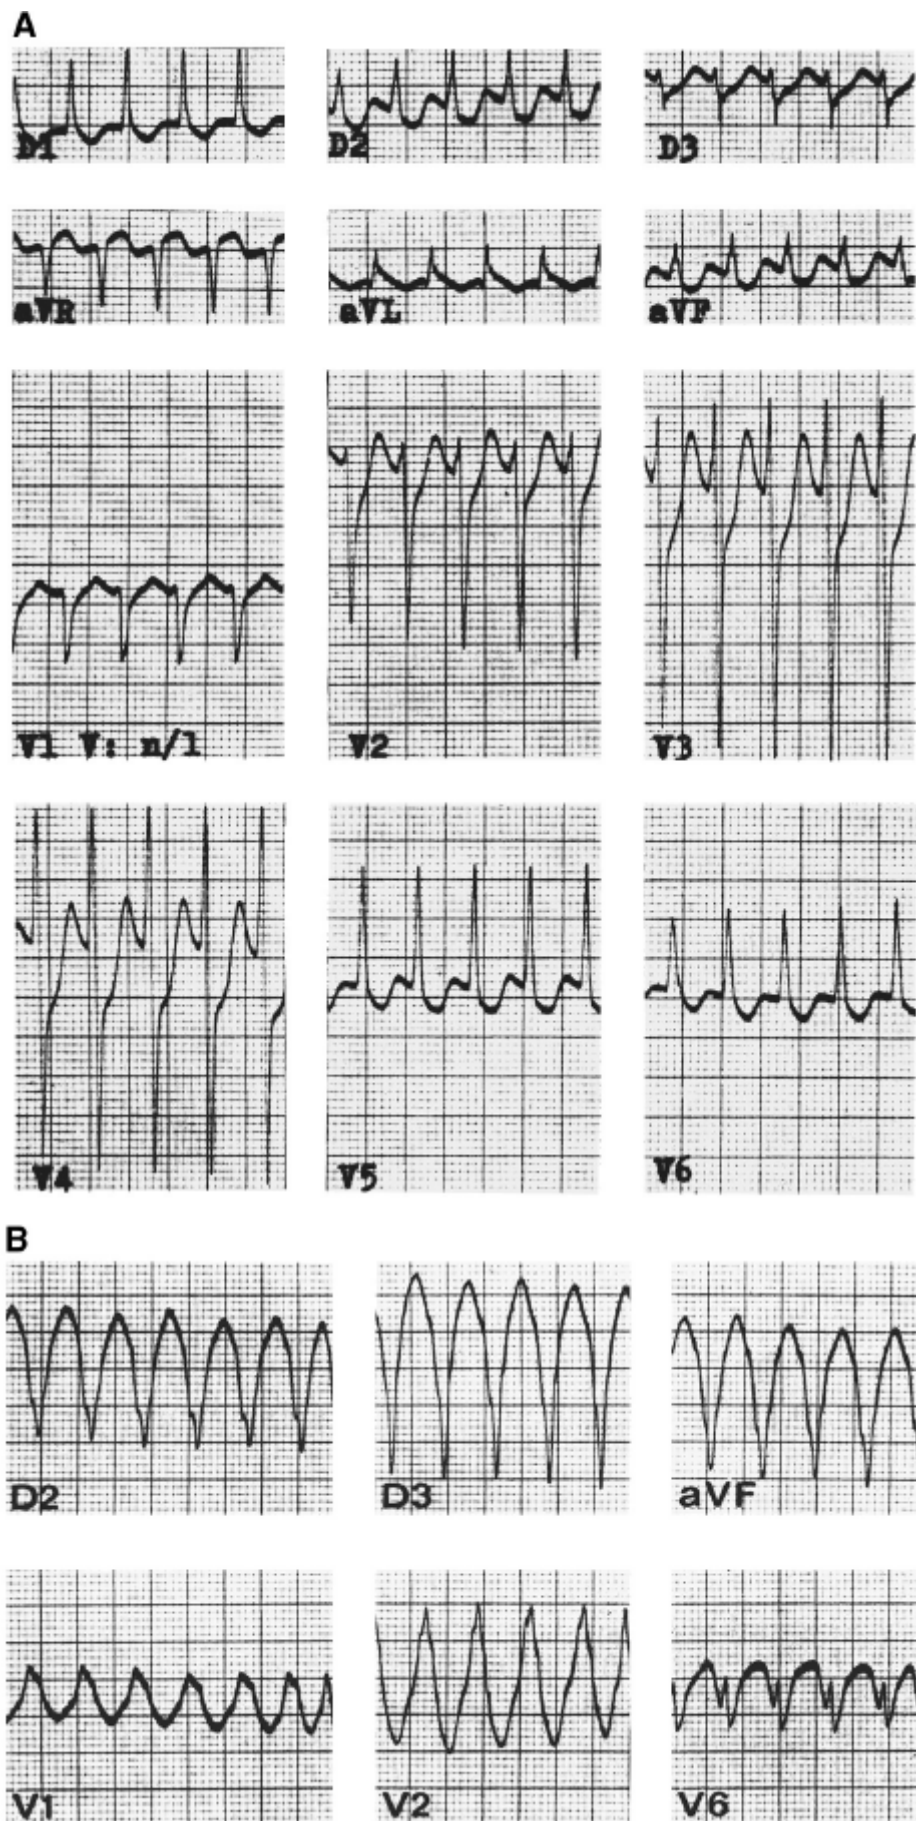 A
D1 D2 D3
aVR aVL aVF
V1 V: n/1 V2 V3
V4 V5 V6
B
D2 D3 aVF
V1 V2 V6